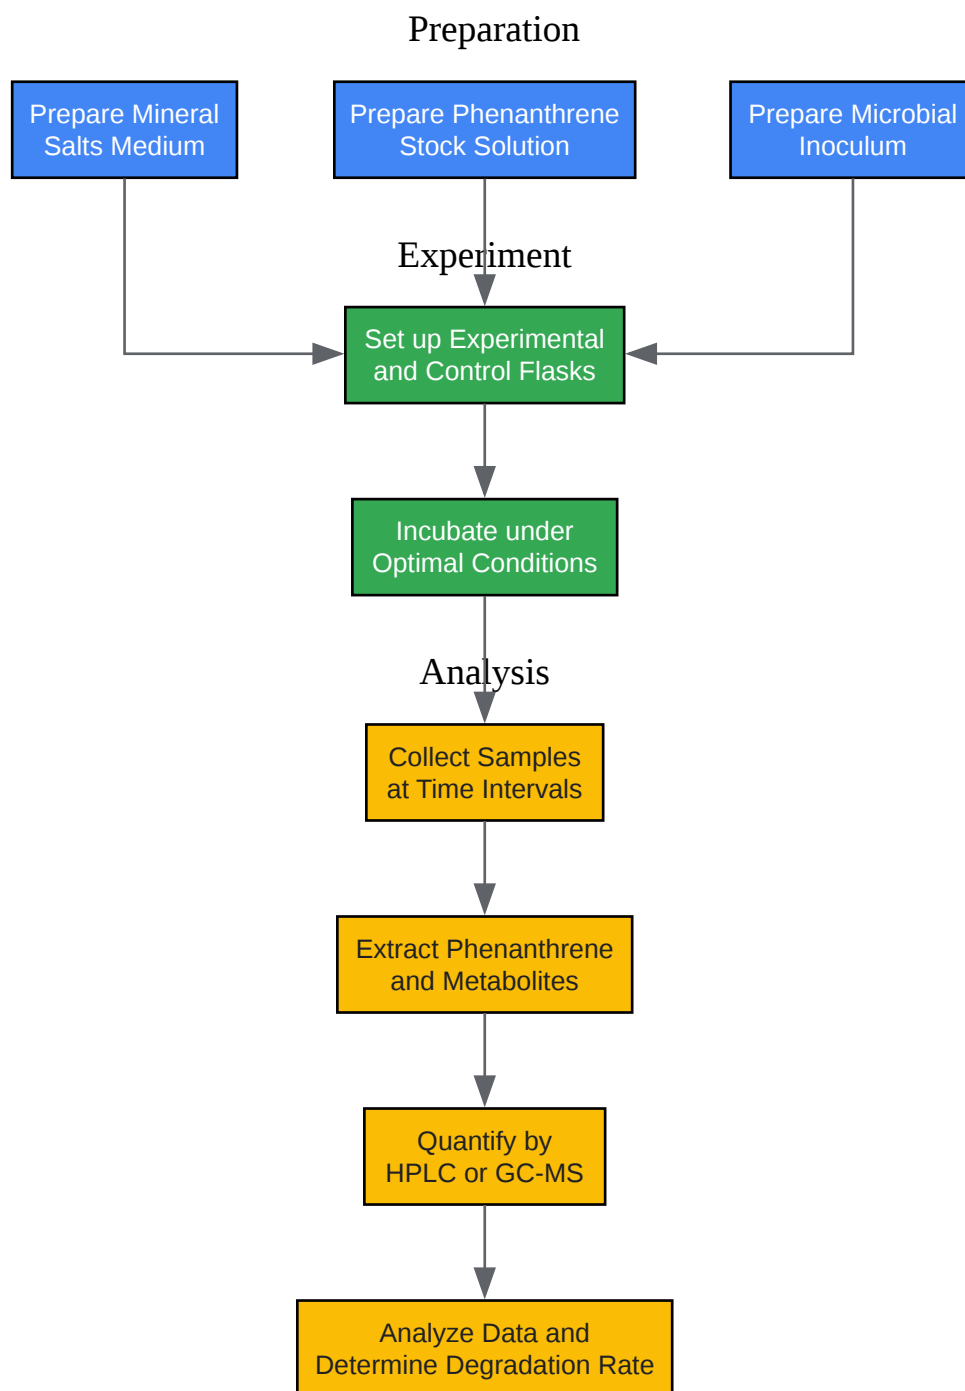 Preparation
Prepare Mineral
Salts Medium
Prepare Phenanthrene
Stock Solution
Prepare Microbial
Inoculum
Experiment
Set up Experimental
and Control Flasks
Incubate under
Optimal Conditions
Analysis
Collect Samples
at Time Intervals
Extract Phenanthrene
and Metabolites
Quantify by
HPLC or GC-MS
Analyze Data and
Determine Degradation Rate